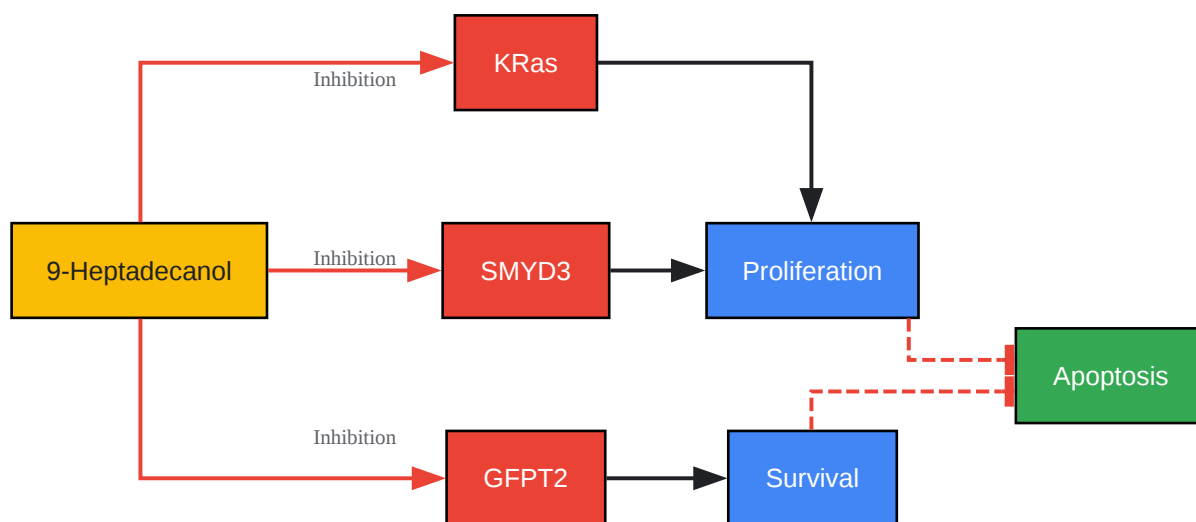 KRas
Inhibition
9-Heptadecanol
Inhibition
SMYD3
Proliferation
Apoptosis
Inhibition
GFPT2
Survival